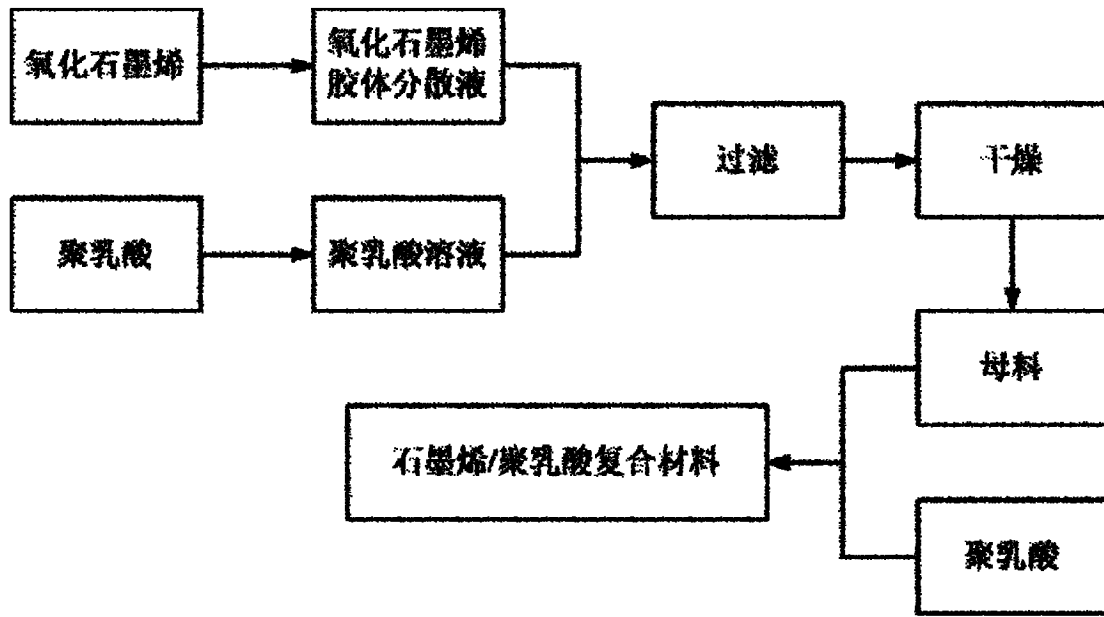 氧化石墨烯
氧化石墨烯
胶体分散液
过滤
干燥
聚乳酸
聚乳酸溶液
母料
石墨烯/聚乳酸复合材料
聚乳酸